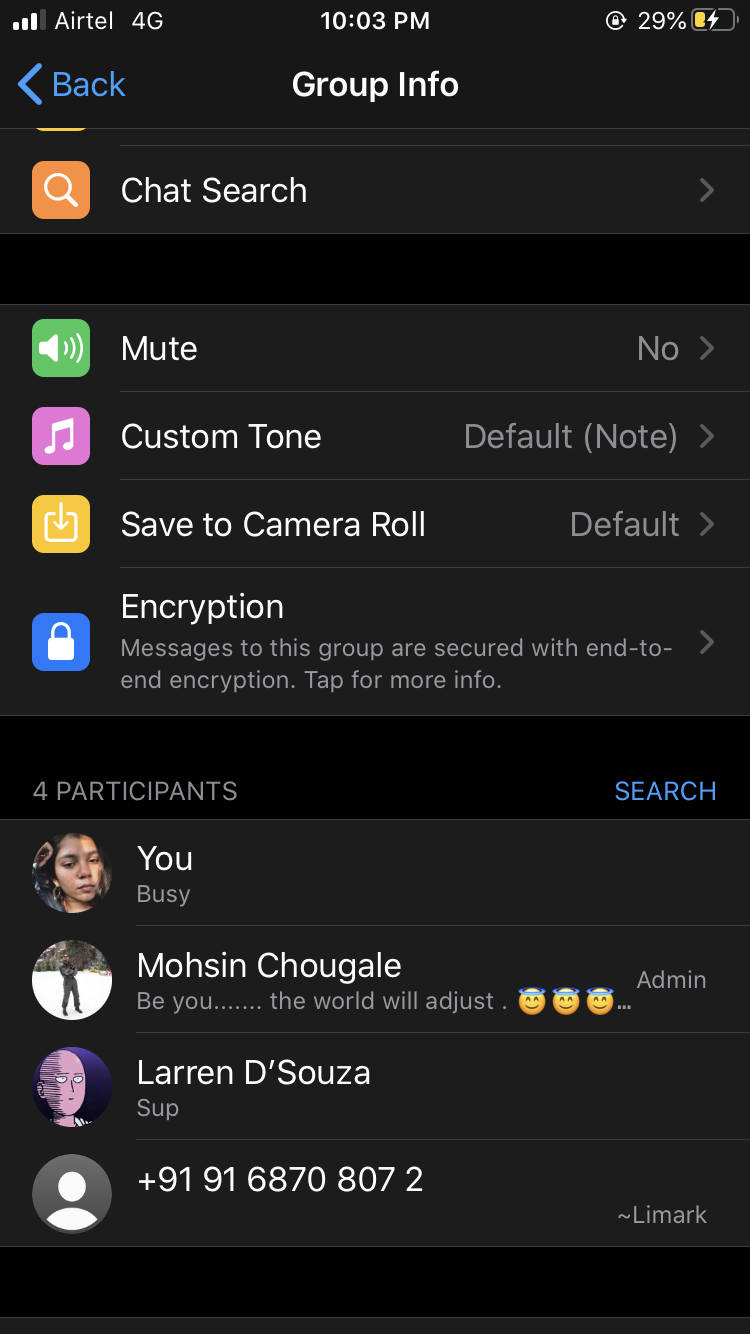 Airtel 4G 10:03 PM 29%
Back Group Info
Chat Search
Mute No
Custom Tone Default (Note)
Save to Camera Roll Default
Encryption
Messages to this group are secured with end-to-
end encryption. Tap for more info.
4 PARTICIPANTS SEARCH
You
Busy
Mohsin Chougale
Admin
Be you....... the world will adjust . 😇😇😇...
Larren D'Souza
Sup
+91 91 6870 807 2
~Limark